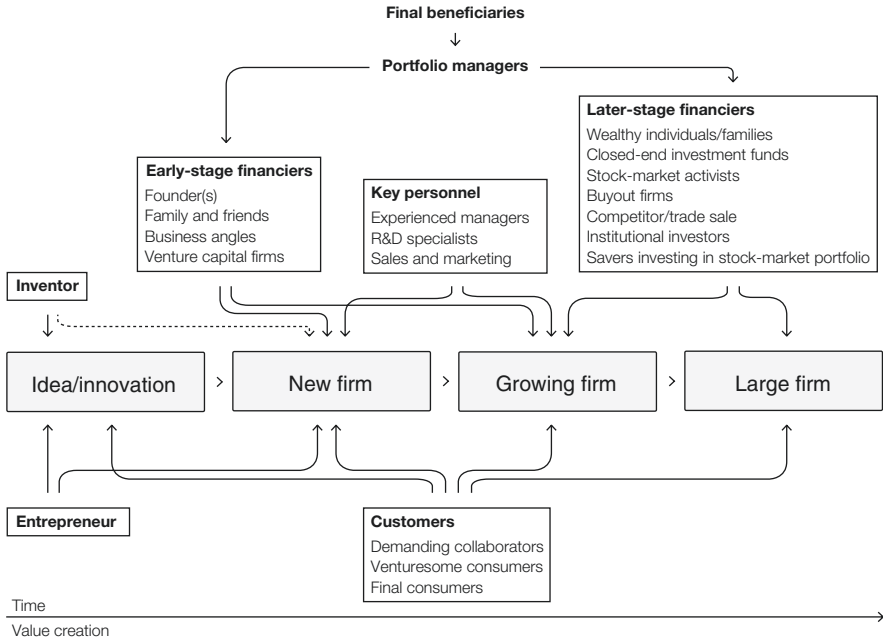 Final beneficiaries
Portfolio managers
Later-stage financiers
Wealthy individuals/families
Closed-end investment funds
Stock-market activists
Buyout firms
Competitor/trade sale
Institutional investors
Savers investing in stock-market portfolio
Early-stage financiers
Founder(s)
Family and friends
Business angles
Venture capital firms
Key personnel
Experienced managers
R&D specialists
Sales and marketing
Inventor
Idea/innovation > New firm > Growing firm > Large firm
Entrepreneur
Customers
Demanding collaborators
Venturesome consumers
Final consumers
Time
Value creation